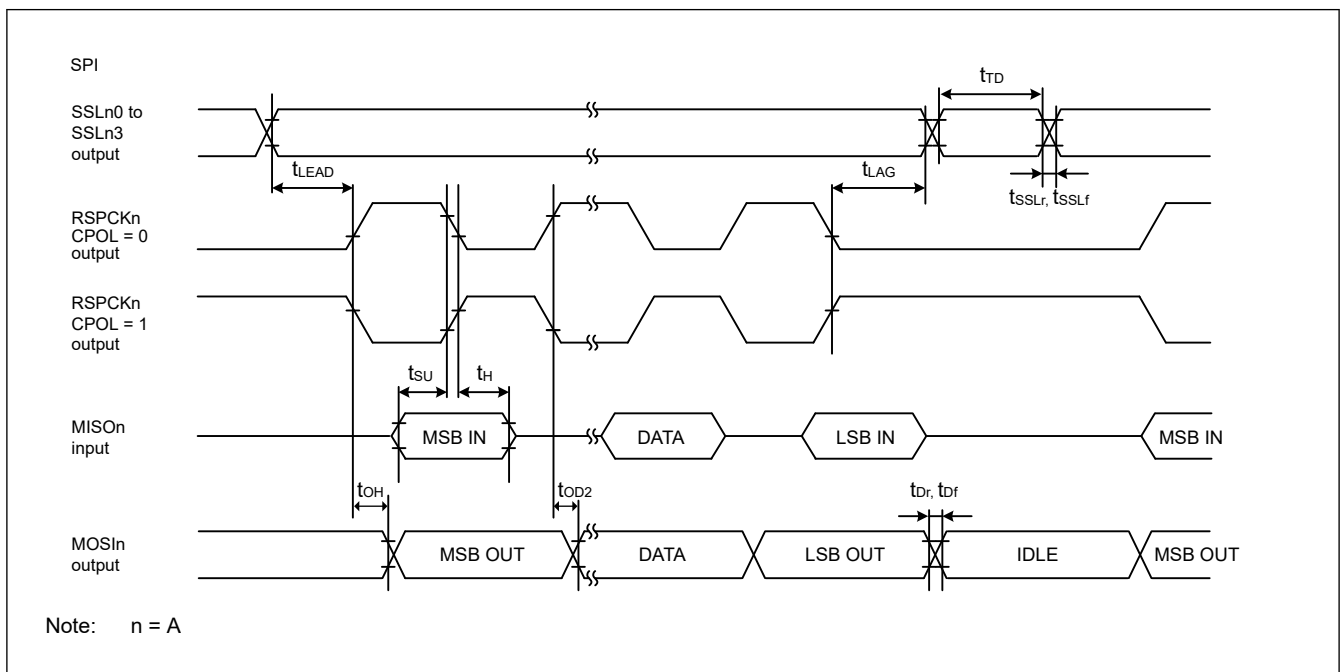 SPI
SSLn0 to
SSLn3
output
tTD
tLEAD
tLAG
tSSLr, tSSLf
RSPCKn
CPOL = 0
output
RSPCKn
CPOL = 1
output
tSU
tH
MISOn
input
MSB IN
DATA
LSB IN
MSB IN
tOH
tOD2
tDr, tDf
MOSIn
output
MSB OUT
DATA
LSB OUT
IDLE
MSB OUT
Note: n = A